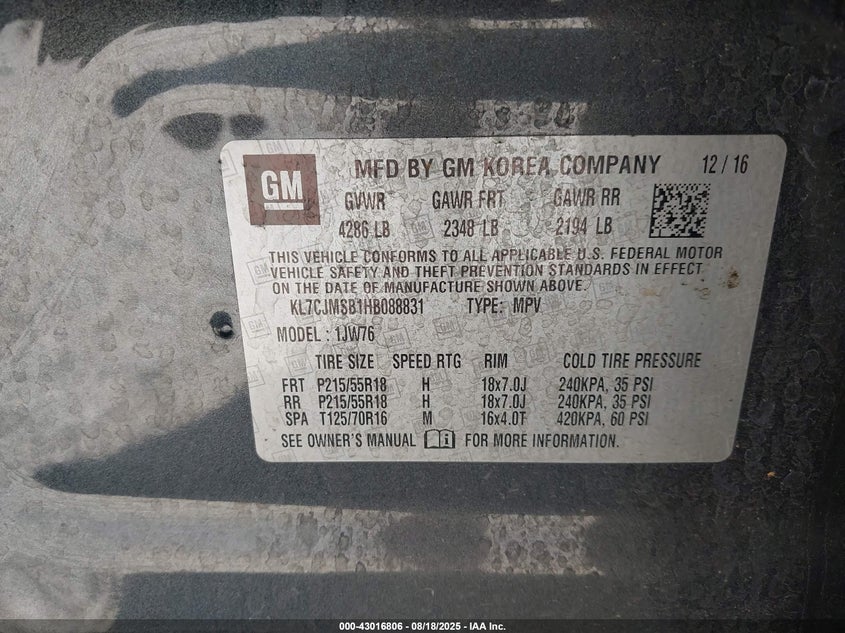 GM
MFD BY GM KOREA COMPANY 12 / 16
GVWR GAWR FRT GAWR RR
4286 LB 2348 LB 2194 LB
THIS VEHICLE CONFORMS TO ALL APPLICABLE U.S. FEDERAL MOTOR
VEHICLE SAFETY AND THEFT PREVENTION STANDARDS IN EFFECT
ON THE DATE OF MANUFACTURE SHOWN ABOVE.
KL7CJMSB1HB088831 TYPE: MPV
MODEL : 1JW76
TIRE SIZE SPEED RTG RIM COLD TIRE PRESSURE
FRT P215/55R18 H 18x7.0J 240KPA, 35 PSI
RR P215/55R18 H 18x7.0J 240KPA, 35 PSI
SPA T125/70R16 M 16x4.0T 420KPA, 60 PSI
SEE OWNER'S MANUAL FOR MORE INFORMATION.
000-43016806 - 08/18/2025 - IAA Inc.